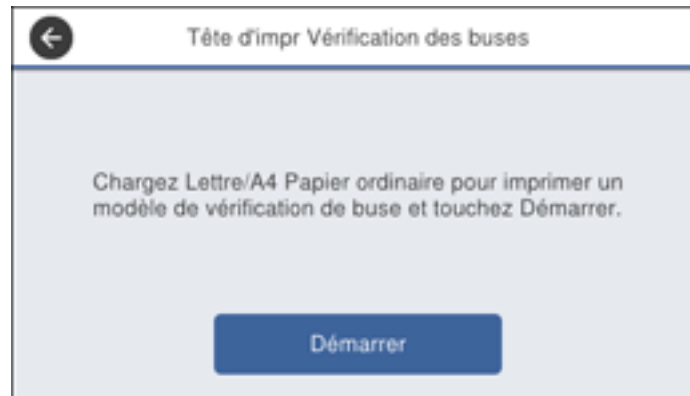 Tête d'impr Vérification des buses
Chargez Lettre/A4 Papier ordinaire pour imprimer un
modèle de vérification de buse et touchez Démarrer.
Démarrer